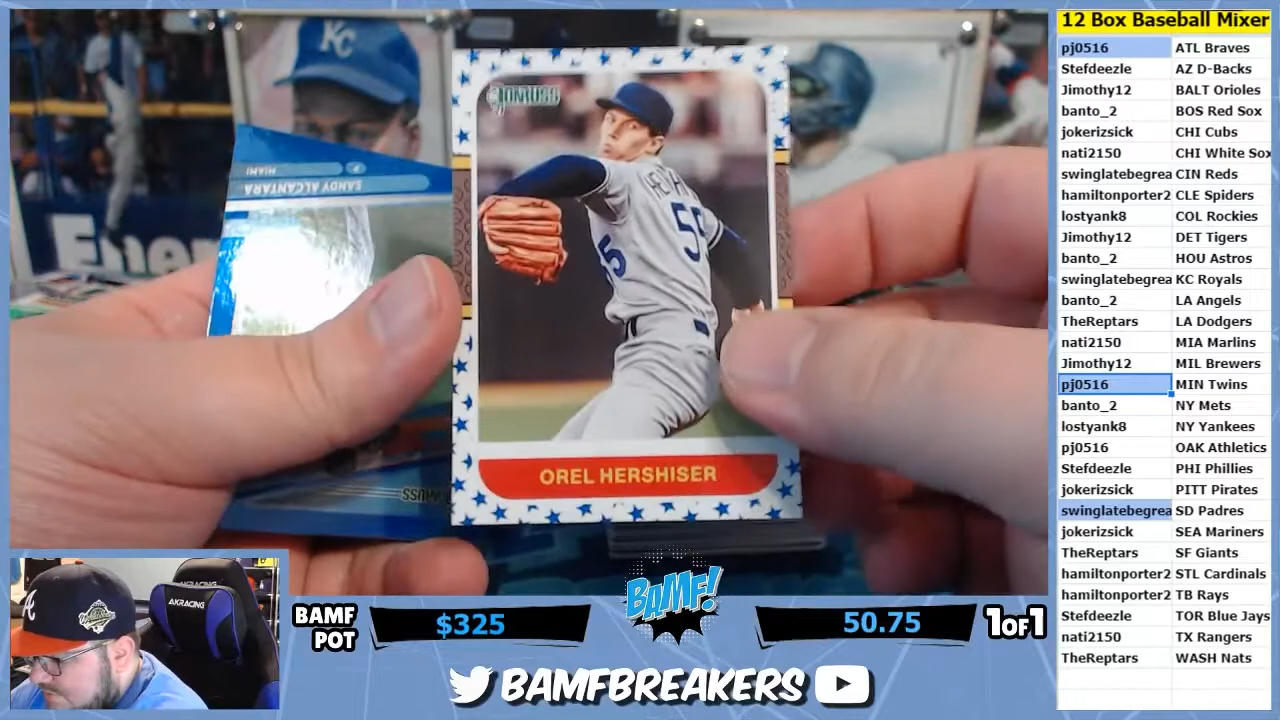 12 Box Baseball Mixer
pj0516 ATL Braves
Stefdeezle AZ D-Backs
Jimothy12 BALT Orioles
banto_2 BOS Red Sox
jokerizsick CHI Cubs
nati2150 CHI White Sox
swinglatebegrea CIN Reds
hamiltonporter2 CLE Spiders
lostyank8 COL Rockies
Jimothy12 DET Tigers
banto_2 HOU Astros
swinglatebegrea KC Royals
banto_2 LA Angels
TheReptars LA Dodgers
nati2150 MIA Marlins
Jimothy12 MIL Brewers
pj0516 MIN Twins
banto_2 NY Mets
lostyank8 NY Yankees
pj0516 OAK Athletics
Stefdeezle PHI Phillies
jokerizsick PITT Pirates
swinglatebegrea SD Padres
jokerizsick SEA Mariners
TheReptars SF Giants
hamiltonporter2 STL Cardinals
hamiltonporter2 TB Rays
Stefdeezle TOR Blue Jays
nati2150 TX Rangers
TheReptars WASH Nats
KC
MIAMI
SANDY ALCANTARA
55
OREL HERSHISER
A
AKRACING
BAMF
POT
$325
BAMF!
50.75
1OF1
BAMFBREAKERS